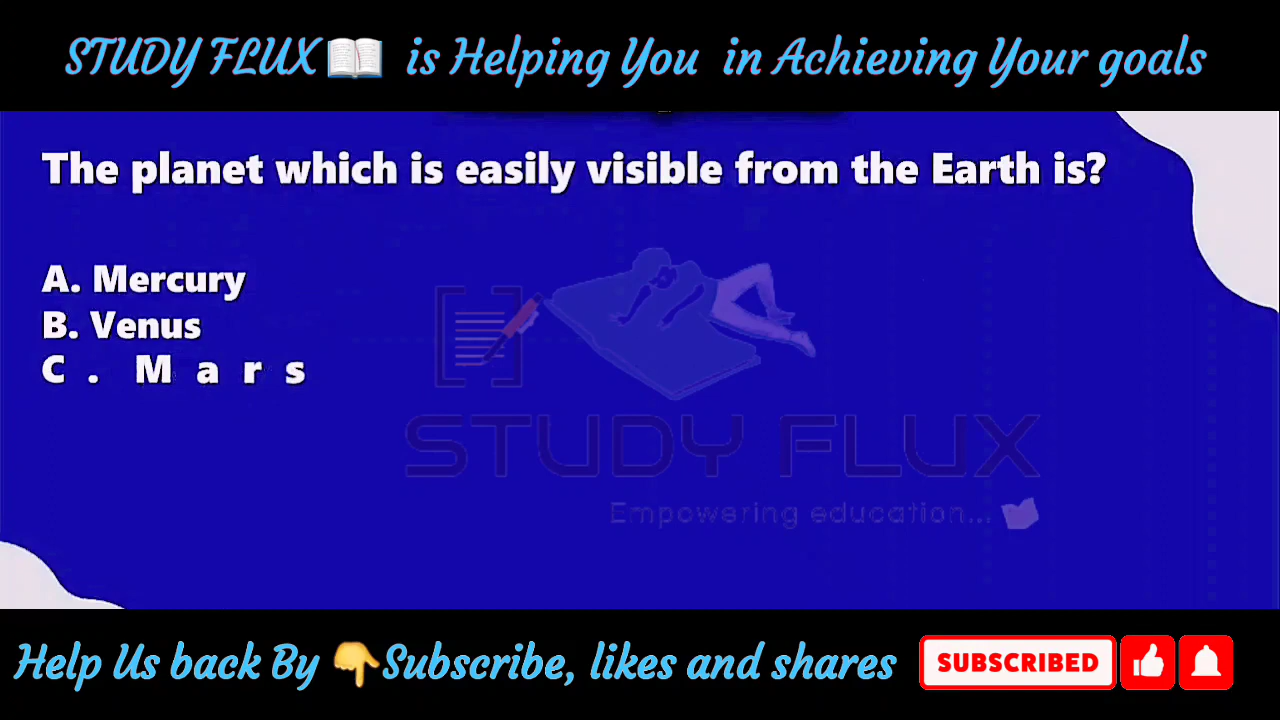 STUDY FLUX📖 is Helping You in Achieving Your goals
The planet which is easily visible from the Earth is?
A. Mercury
B. Venus
C . M a r s
STUDY FLUX
Empowering education...
Help Us back By 👇Subscribe, likes and shares
SUBSCRIBED